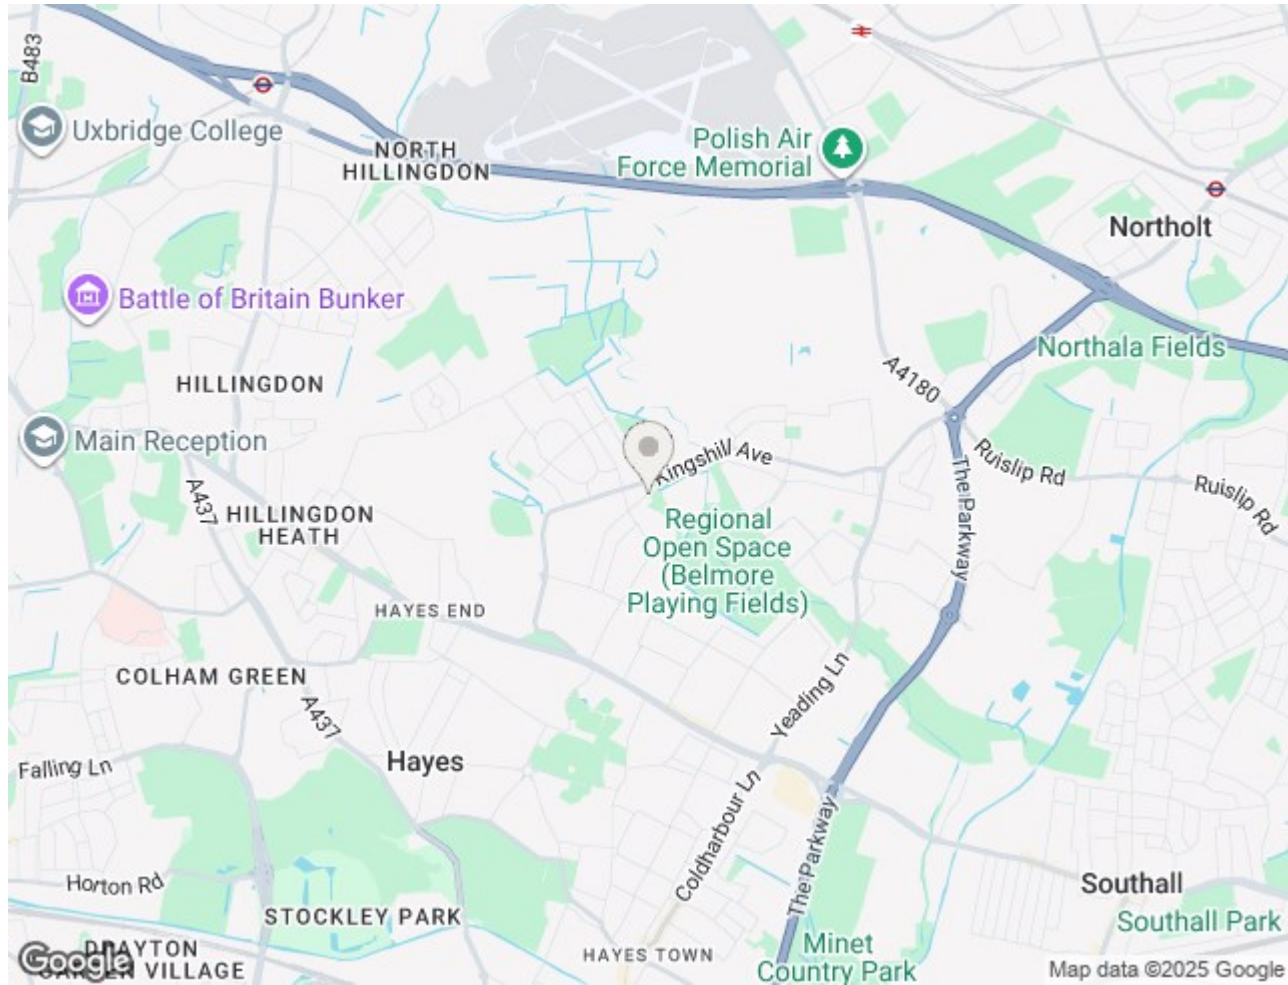 B483
Uxbridge College
NORTH
HILLINGDON
Polish Air
Force Memorial
Northolt
Battle of Britain Bunker
Northala Fields
HILLINGDON
A4180
Main Reception
Kingshill Ave
Ruislip Rd
Ruislip Rd
The Parkway
A437
HILLINGDON
HEATH
Regional
Open Space
(Belmore
Playing Fields)
HAYES END
COLHAM GREEN
A437
Yeading Ln
Falling Ln
Hayes
Coldharbour Ln
The Parkway
Horton Rd
Southall
STOCKLEY PARK
Southall Park
DRAYTON
GARDEN VILLAGE
Google
HAYES TOWN
Minet
Country Park
Map data ©2025 Google